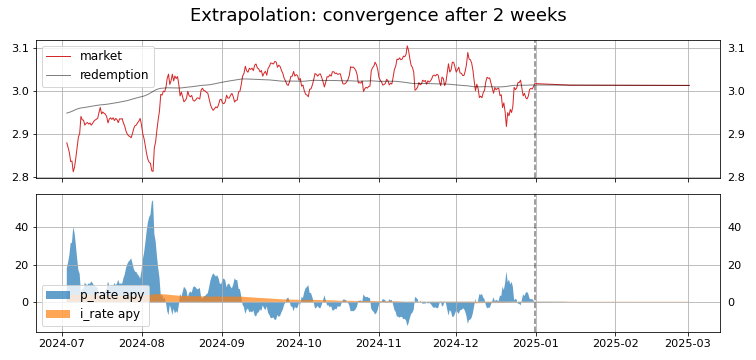 Extrapolation: convergence after 2 weeks
3.1 3.1
market
redemption
3.0 3.0
2.9 2.9
2.8 2.8
40 40
20 20
p_rate apy
0 0
i_rate apy
2024-07 2024-08 2024-09 2024-10 2024-11 2024-12 2025-01 2025-02 2025-03